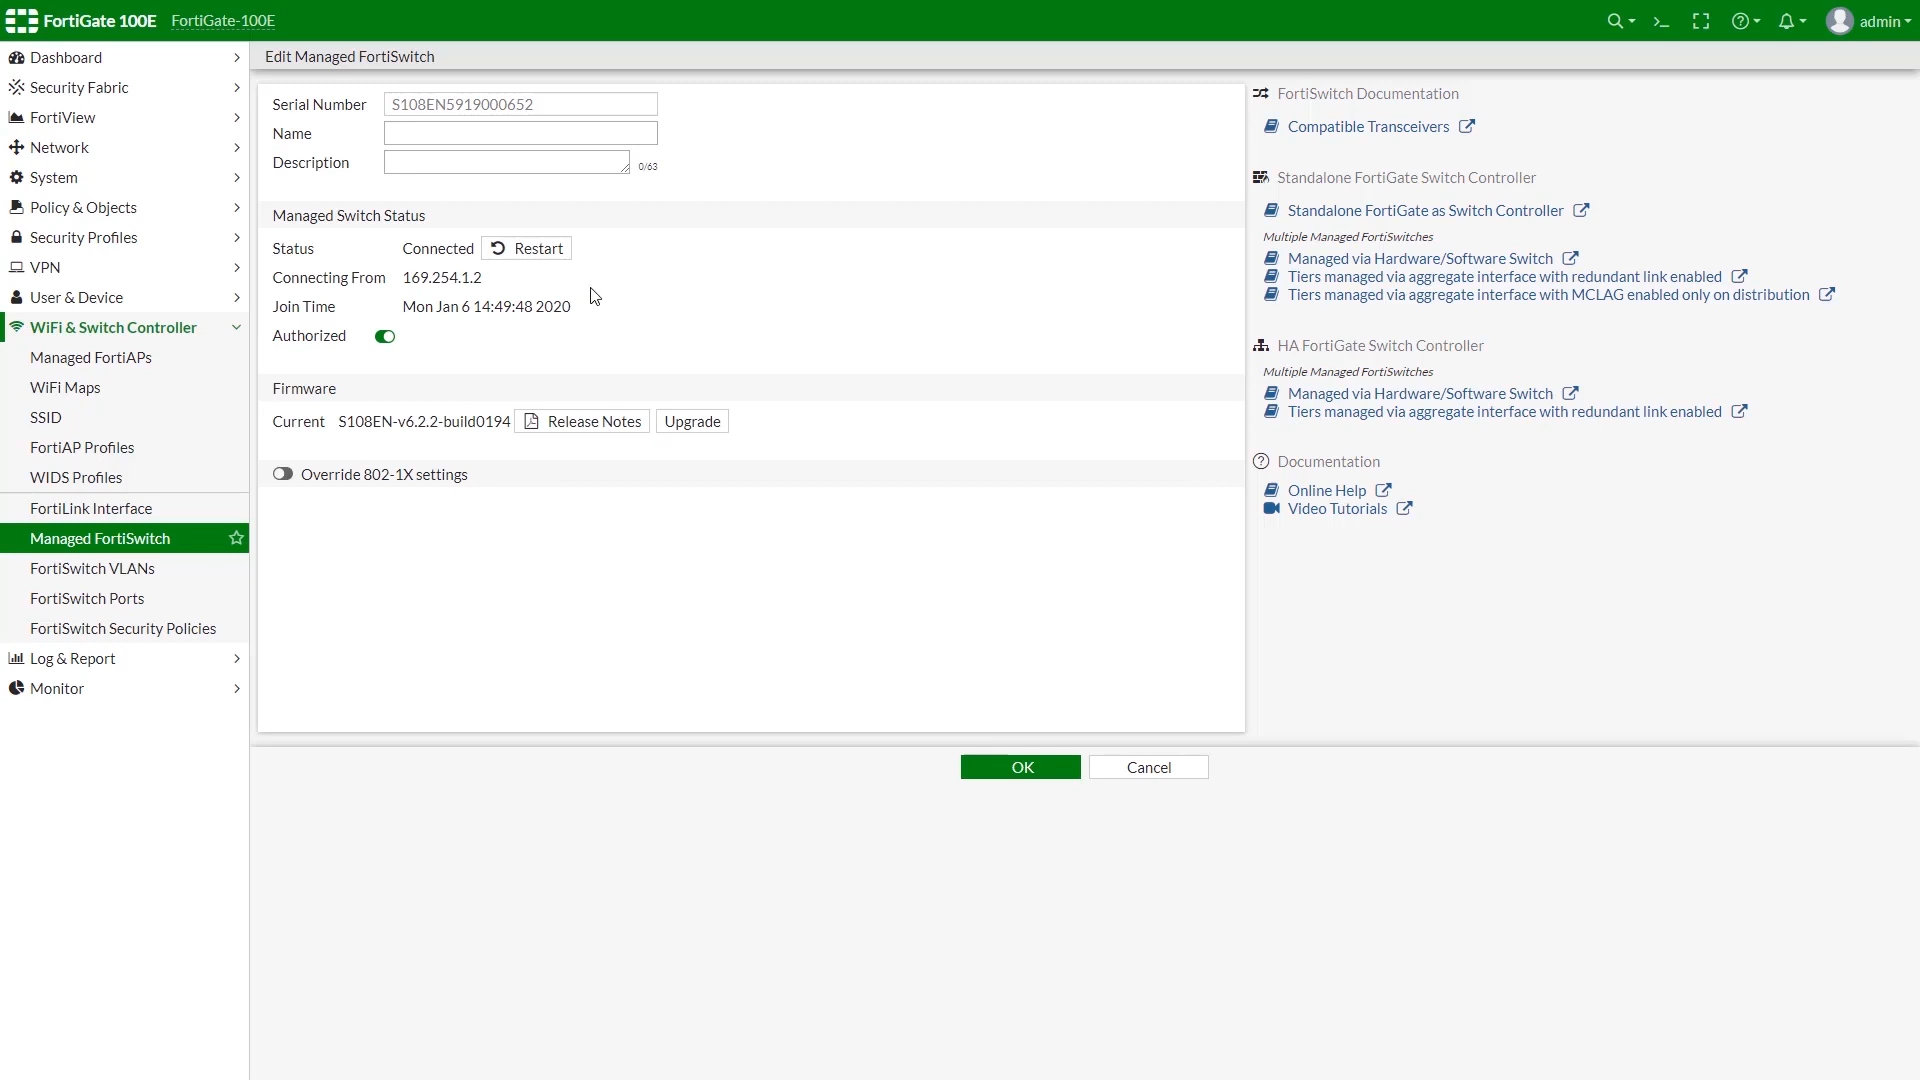 FortiGate 100E FortiGate-100E admin
Dashboard
Security Fabric
FortiView
Network
System
Policy & Objects
Security Profiles
VPN
User & Device
WiFi & Switch Controller
Managed FortiAPs
WiFi Maps
SSID
FortiAP Profiles
WIDS Profiles
FortiLink Interface
Managed FortiSwitch
FortiSwitch VLANs
FortiSwitch Ports
FortiSwitch Security Policies
Log & Report
Monitor
Edit Managed FortiSwitch
Serial Number S108EN5919000652
Name
Description 0/63
Managed Switch Status
Status Connected Restart
Connecting From 169.254.1.2
Join Time Mon Jan 6 14:49:48 2020
Authorized
Firmware
Current S108EN-v6.2.2-build0194 Release Notes Upgrade
Override 802-1X settings
OK Cancel
FortiSwitch Documentation
Compatible Transceivers
Standalone FortiGate Switch Controller
Standalone FortiGate as Switch Controller
Multiple Managed FortiSwitches
Managed via Hardware/Software Switch
Tiers managed via aggregate interface with redundant link enabled
Tiers managed via aggregate interface with MCLAG enabled only on distribution
HA FortiGate Switch Controller
Multiple Managed FortiSwitches
Managed via Hardware/Software Switch
Tiers managed via aggregate interface with redundant link enabled
Documentation
Online Help
Video Tutorials